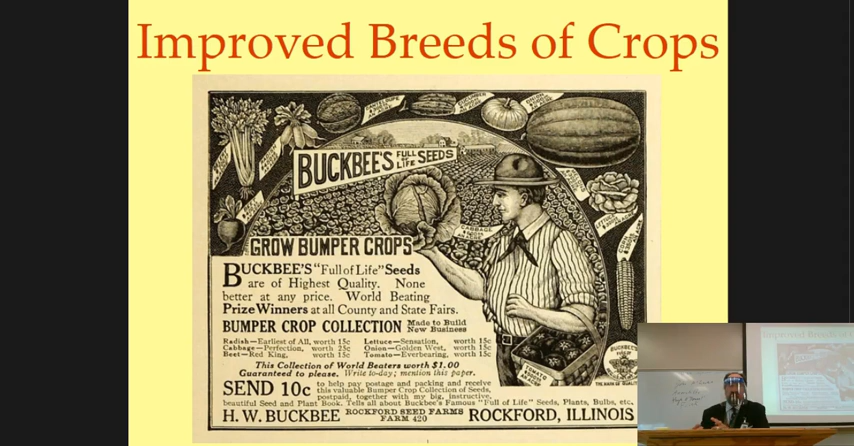 Improved Breeds of Crops
BUCKBEE'S FULL OF LIFE SEEDS
GROW BUMPER CROPS
BUCKBEE'S "Full of Life" Seeds
are of Highest Quality. None
better at any price. World Beating
Prize Winners at all County and State Fairs.
BUMPER CROP COLLECTION Made to Build New Business
Radish—Earliest of All, worth 15c Lettuce—Sensation, worth 15c
Cabbage—Perfection, worth 25c Onion—Golden West, worth 15c
Beet—Red King, worth 15c Tomato—Everbearing, worth 15c
This Collection of World Beaters worth $1.00
Guaranteed to please. Write to-day; mention this paper.
SEND 10c to help pay postage and packing and receive
this valuable Bumper Crop Collection of Seeds,
postpaid, together with my big, instructive,
beautiful Seed and Plant Book. Tells all about Buckbee's Famous "Full of Life" Seeds, Plants, Bulbs, etc.
H. W. BUCKBEE ROCKFORD SEED FARMS FARM 420 ROCKFORD, ILLINOIS
Improved Breeds of